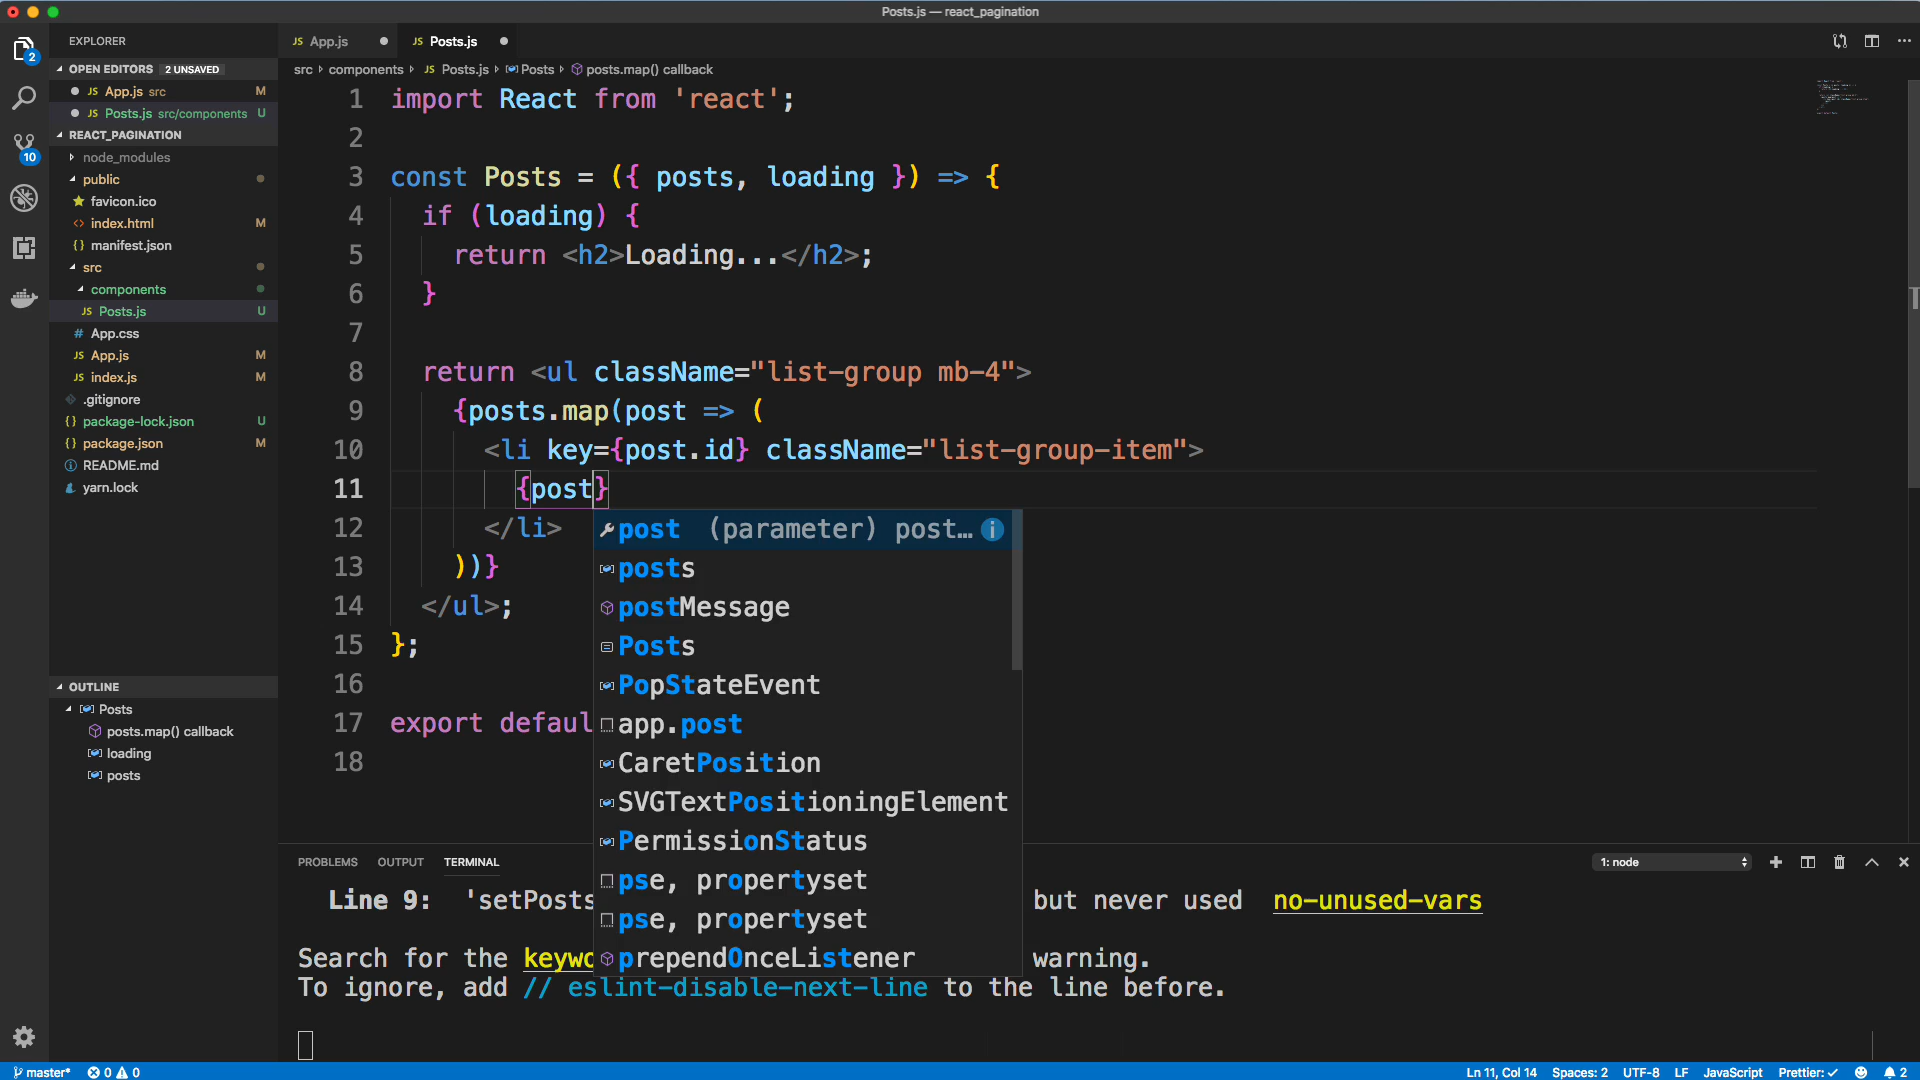 Posts.js — react_pagination
EXPLORER
OPEN EDITORS 2 UNSAVED
JS App.js src M
JS Posts.js src/components U
REACT_PAGINATION
node_modules
public
favicon.ico
<> index.html M
{} manifest.json
src
components
JS Posts.js U
# App.css
JS App.js M
JS index.js M
.gitignore
{} package-lock.json U
{} package.json M
README.md
yarn.lock
OUTLINE
Posts
posts.map() callback
loading
posts
2
10
JS App.js
JS Posts.js
src components JS Posts.js Posts posts.map() callback
1 import React from 'react';
2
3 const Posts = ({ posts, loading }) => {
4 if (loading) {
5 return <h2>Loading...</h2>;
6 }
7
8 return <ul className="list-group mb-4">
9 {posts.map(post => (
10 <li key={post.id} className="list-group-item">
11 {post}
12 </li>
13 ))}
14 </ul>;
15 };
16
17 export defaul
18
post (parameter) post…
posts
postMessage
Posts
PopStateEvent
app.post
CaretPosition
SVGTextPositioningElement
PermissionStatus
pse, propertyset
pse, propertyset
prependOnceListener
PROBLEMS OUTPUT TERMINAL 1: node
Line 9: 'setPosts but never used no-unused-vars
Search for the keywo warning.
To ignore, add // eslint-disable-next-line to the line before.
master* 0 0 Ln 11, Col 14 Spaces: 2 UTF-8 LF JavaScript Prettier: ✓ 2